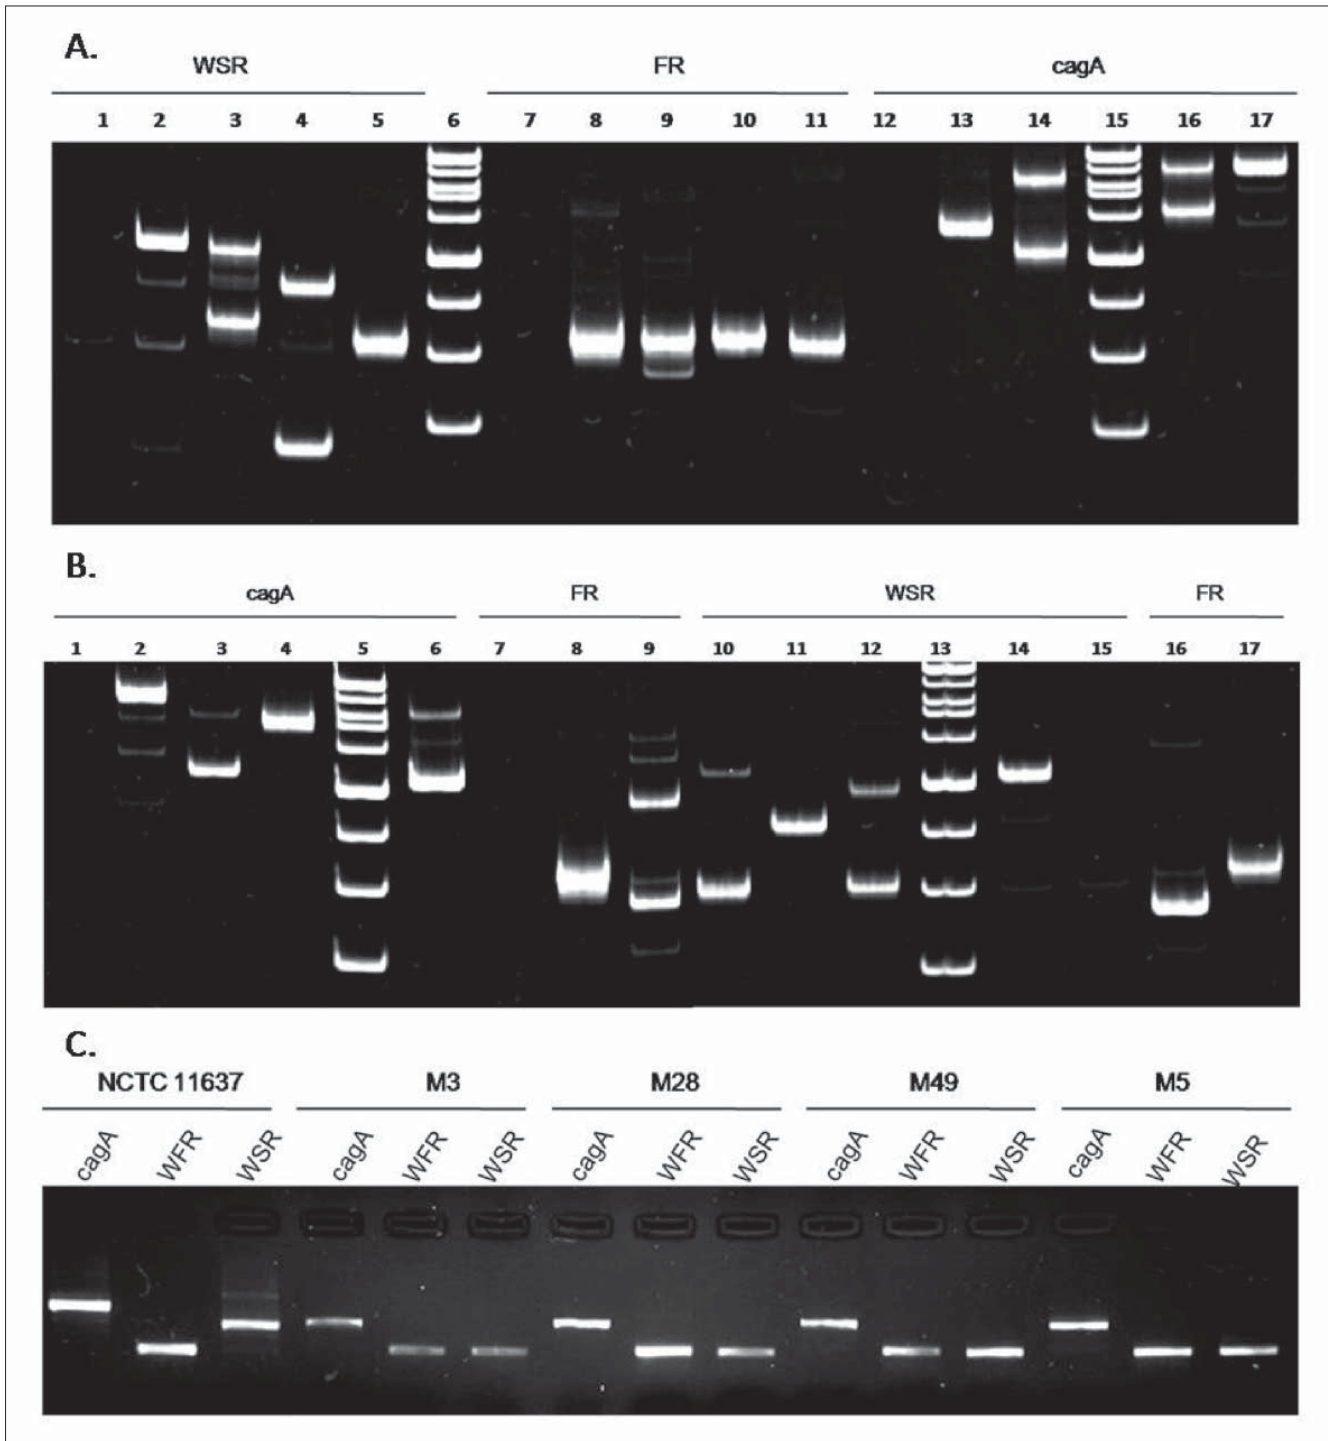 A.
WSR FR cagA
1 2 3 4 5 6 7 8 9 10 11 12 13 14 15 16 17
B.
cagA FR WSR FR
1 2 3 4 5 6 7 8 9 10 11 12 13 14 15 16 17
C.
NCTC 11637 M3 M28 M49 M5
cagA WFR WSR cagA WFR WSR cagA WFR WSR cagA WFR WSR cagA WFR WSR